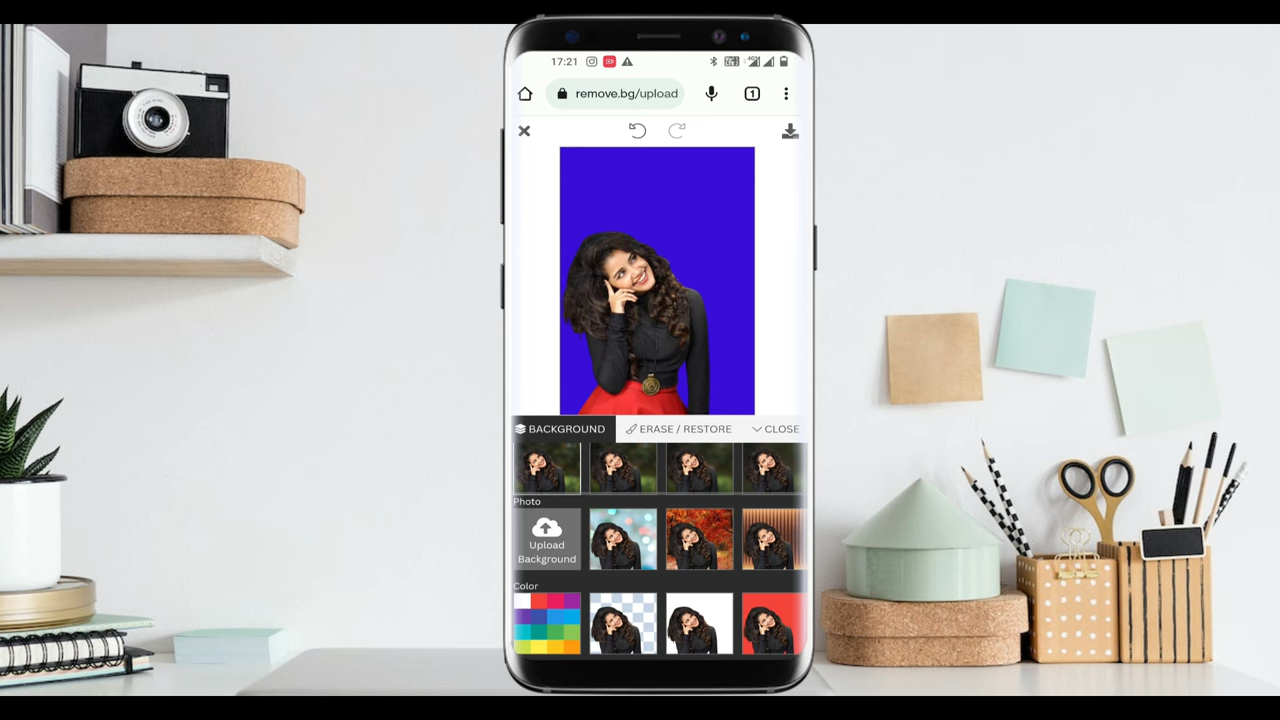 17:21
remove.bg/upload
1
BACKGROUND
ERASE / RESTORE
CLOSE
Photo
Upload
Background
Color